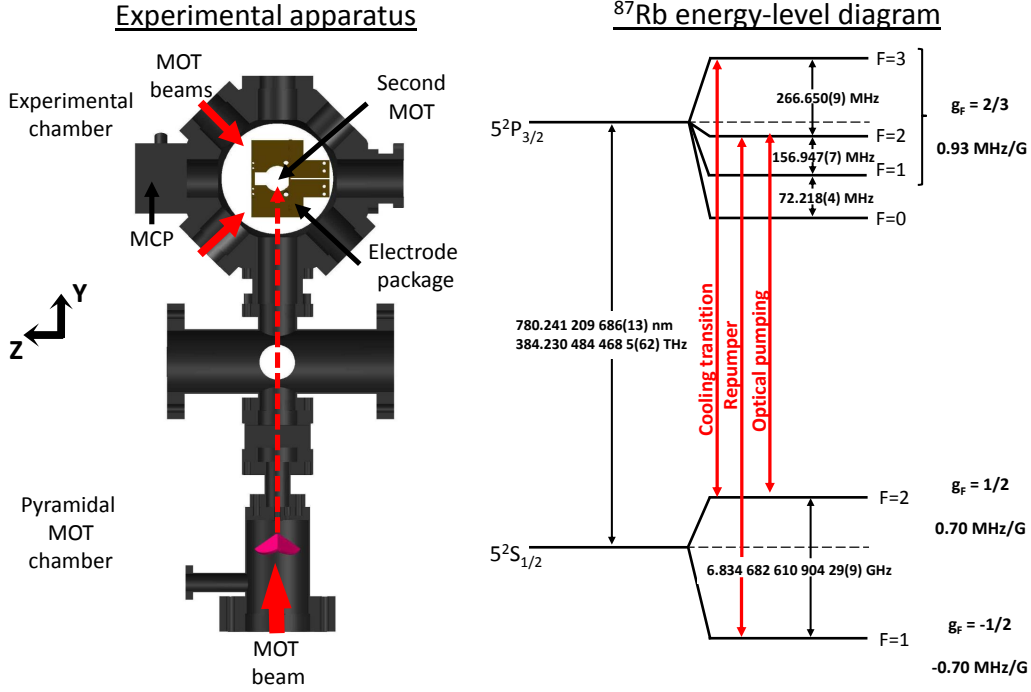 Experimental apparatus
MOT
beams
Second
MOT
Experimental
chamber
MCP
Electrode
package
Y
Z
Pyramidal
MOT
chamber
MOT
beam
⁸⁷Rb energy-level diagram
F=3
266.650(9) MHz
g_F = 2/3
5²P₃/₂
F=2
0.93 MHz/G
156.947(7) MHz
F=1
72.218(4) MHz
F=0
780.241 209 686(13) nm
384.230 484 468 5(62) THz
Cooling transition
Repumper
Optical pumping
F=2
g_F = 1/2
0.70 MHz/G
5²S₁/₂
6.834 682 610 904 29(9) GHz
F=1
g_F = -1/2
-0.70 MHz/G